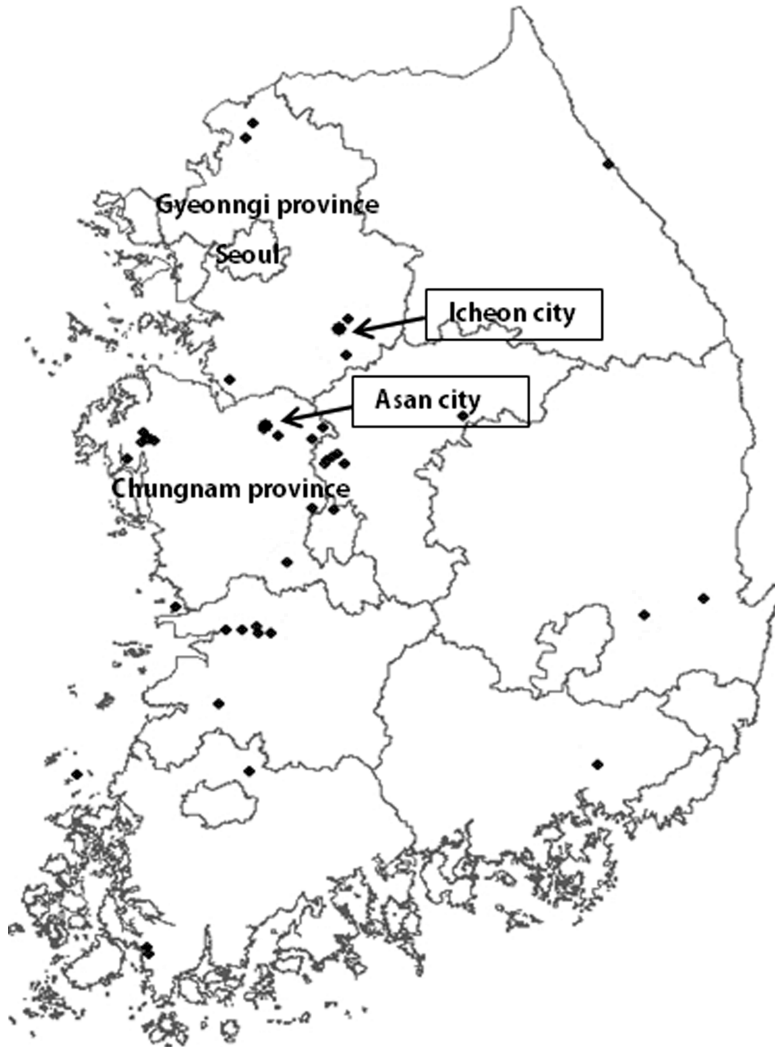 Gyeonngi province
Seoul
Icheon city
Asan city
Chungnam province